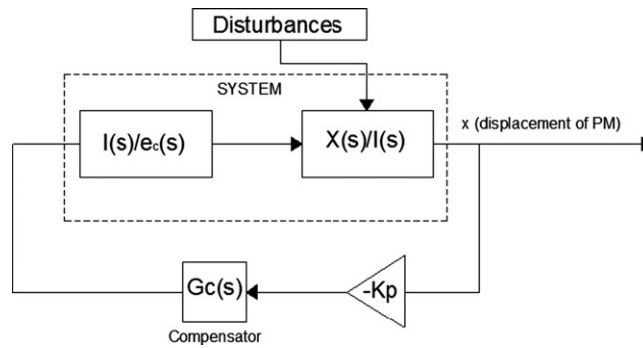 Disturbances
SYSTEM
I(s)/ec(s)
X(s)/I(s)
x (displacement of PM)
Gc(s)
-Kp
Compensator